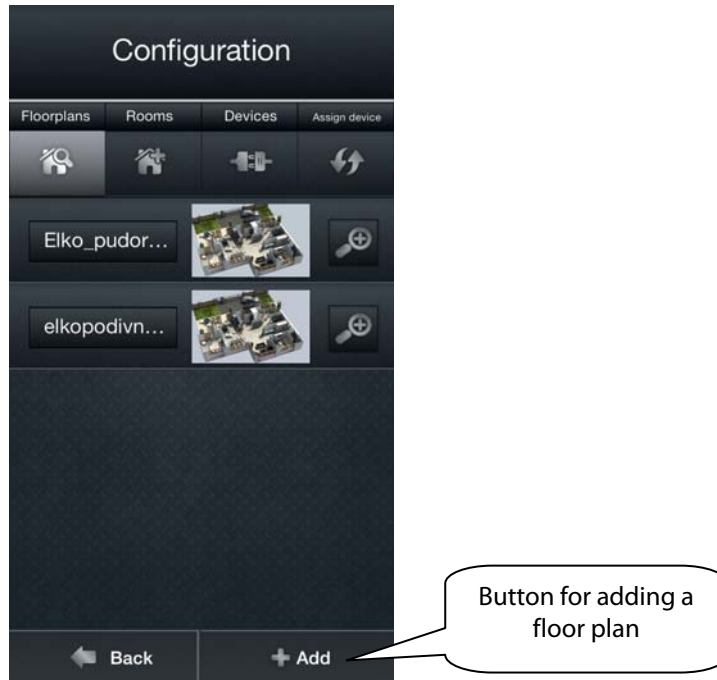 Configuration
Floorplans Rooms Devices Assign device
Elko_pudor...
elkopodivn...
Back Add
Button for adding a
floor plan